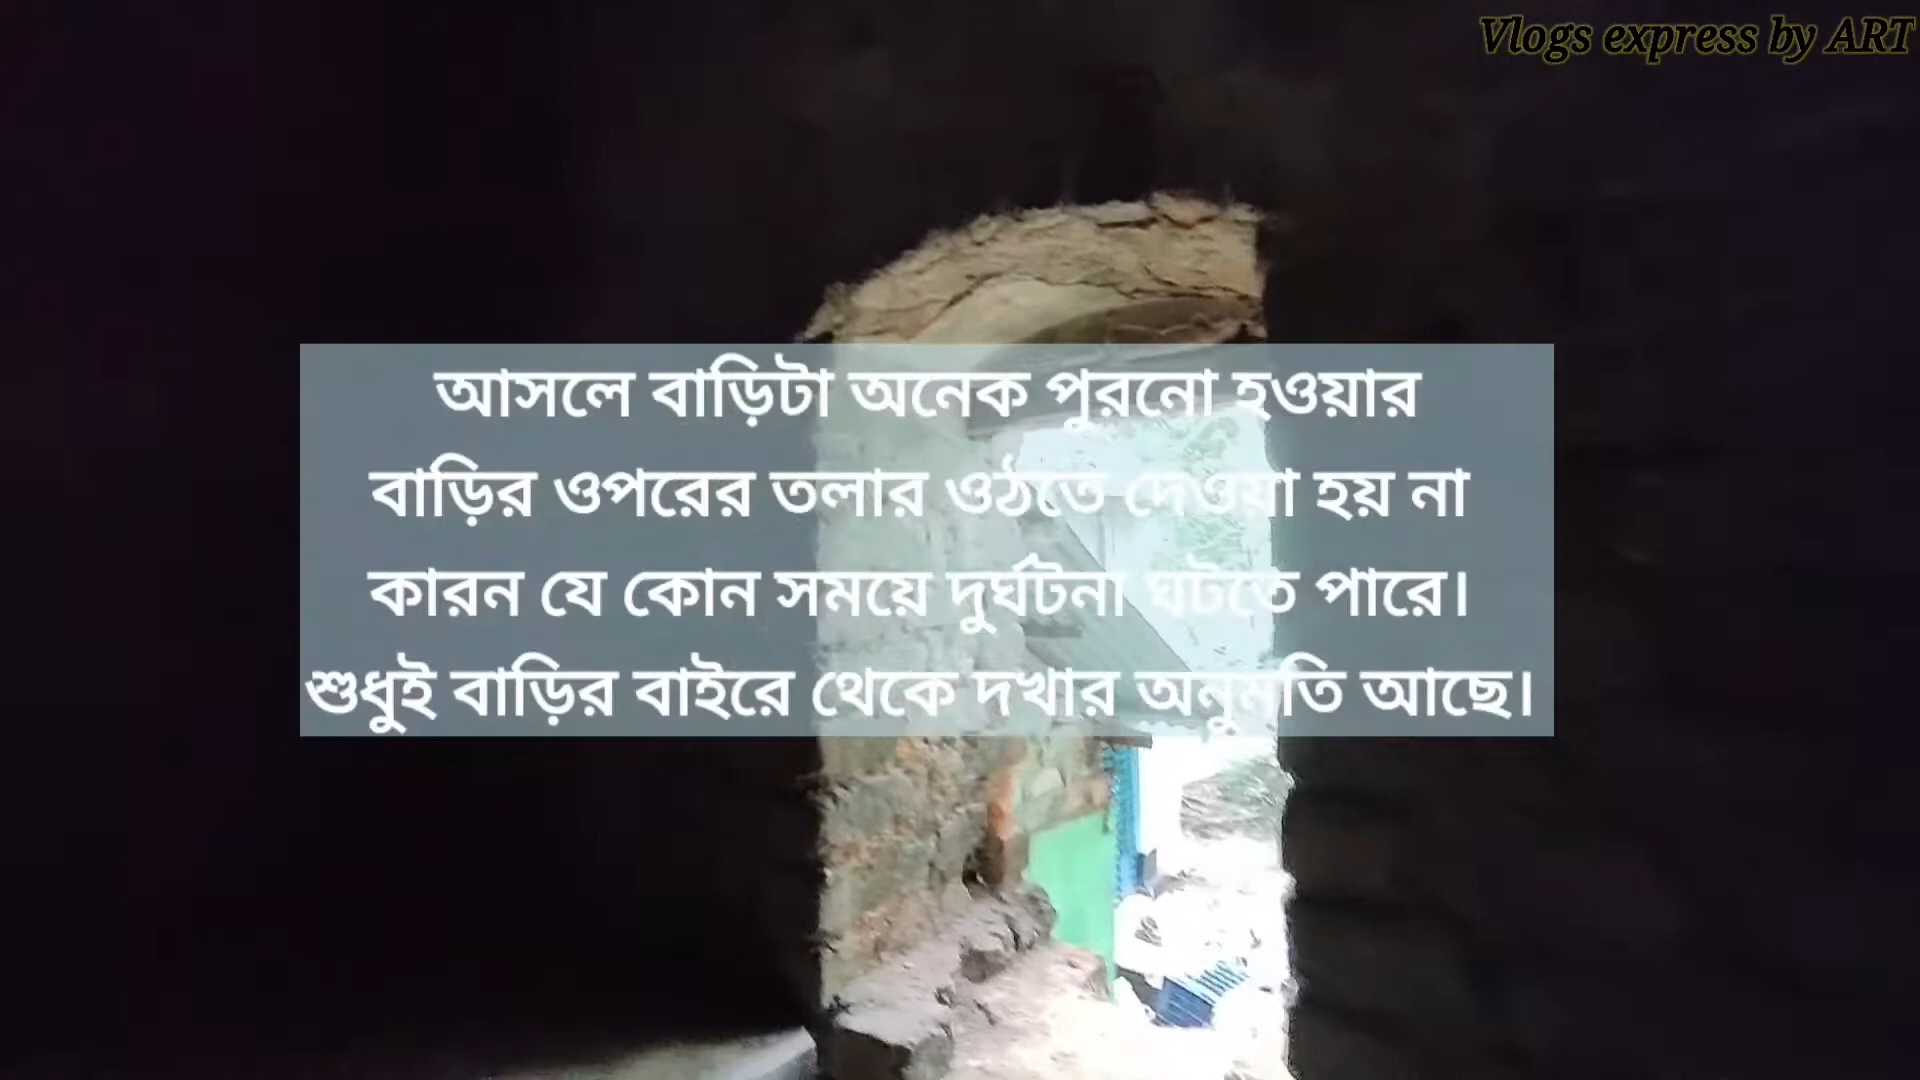 Vlogs express by ART
আসলে বাড়িটা অনেক পুরনো হওয়ার
বাড়ির ওপরের তলার ওঠতে দেওয়া হয় না
কারন যে কোন সময়ে দুর্ঘটনা ঘটতে পারে।
শুধুই বাড়ির বাইরে থেকে দখার অনুমতি আছে।